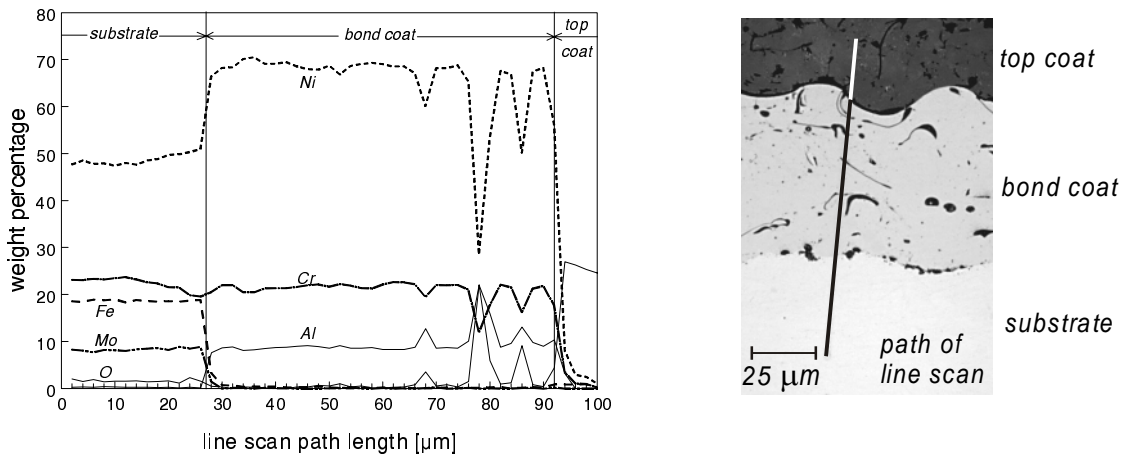 80
70
60
50
40
30
20
10
0
weight percentage
substrate
bond coat
top
coat
Ni
Cr
Fe
Mo
Al
O
0 10 20 30 40 50 60 70 80 90 100
line scan path length [µm]
top coat
bond coat
substrate
path of
line scan
25 µm